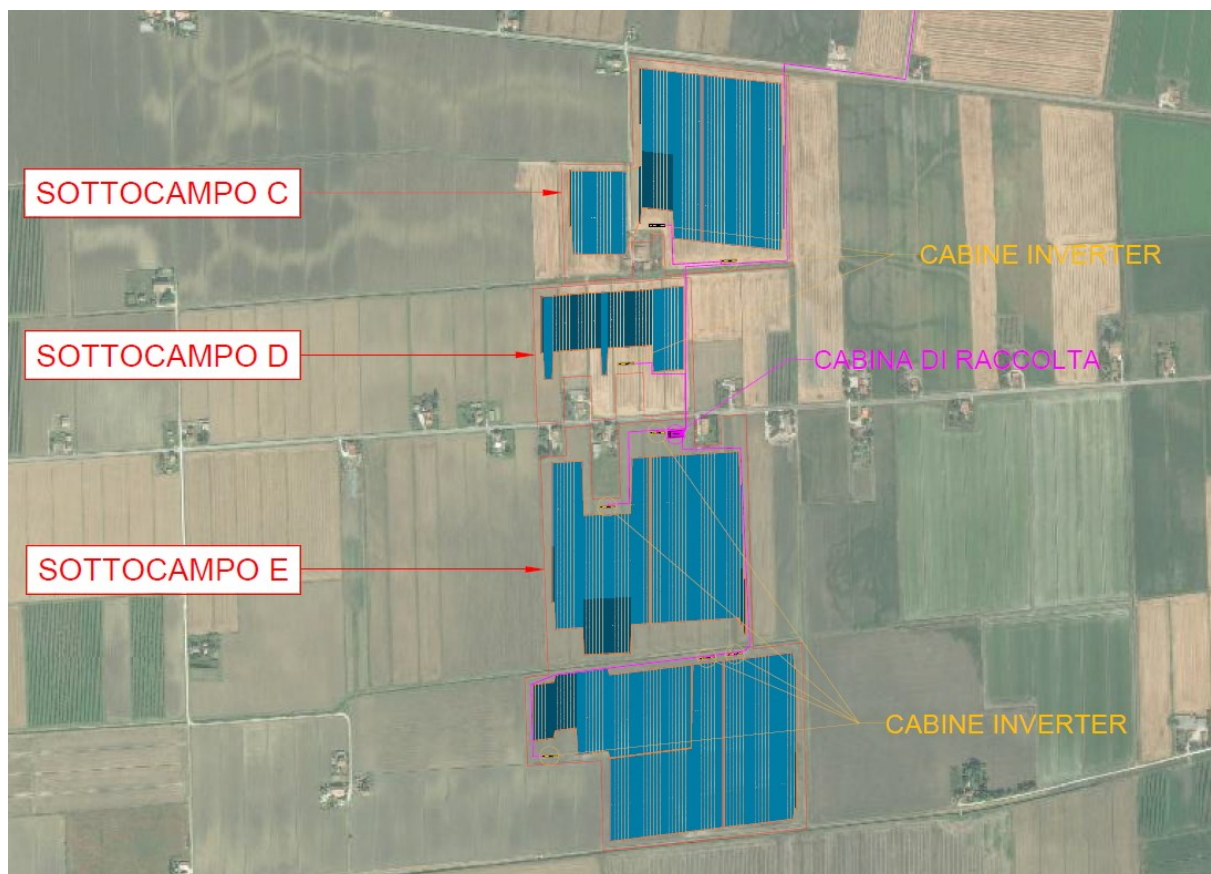 SOTTOCAMPO C
CABINE INVERTER
SOTTOCAMPO D
CABINA DI RACCOLTA
SOTTOCAMPO E
CABINE INVERTER